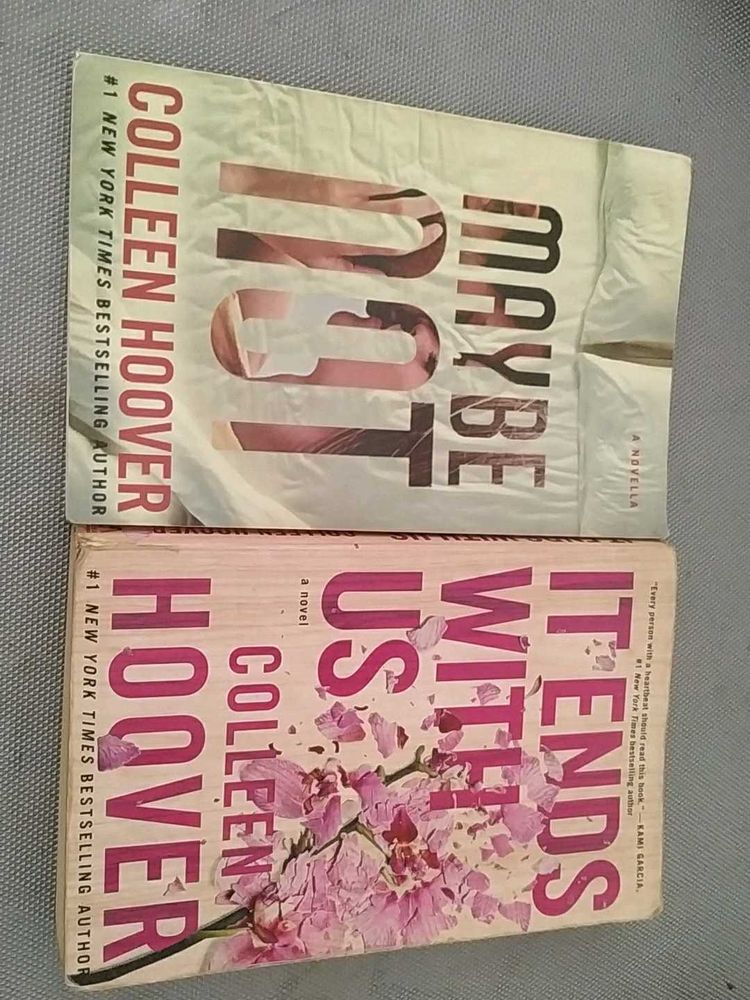 A NOVELLA
MAYBE
NOT
COLLEEN HOOVER
#1 NEW YORK TIMES BESTSELLING AUTHOR
"Every person with a heartbeat should read this book." —KAMI GARCIA,
#1 New York Times bestselling author
IT ENDS
WITH
US
a novel
COLLEEN
HOOVER
#1 NEW YORK TIMES BESTSELLING AUTHOR